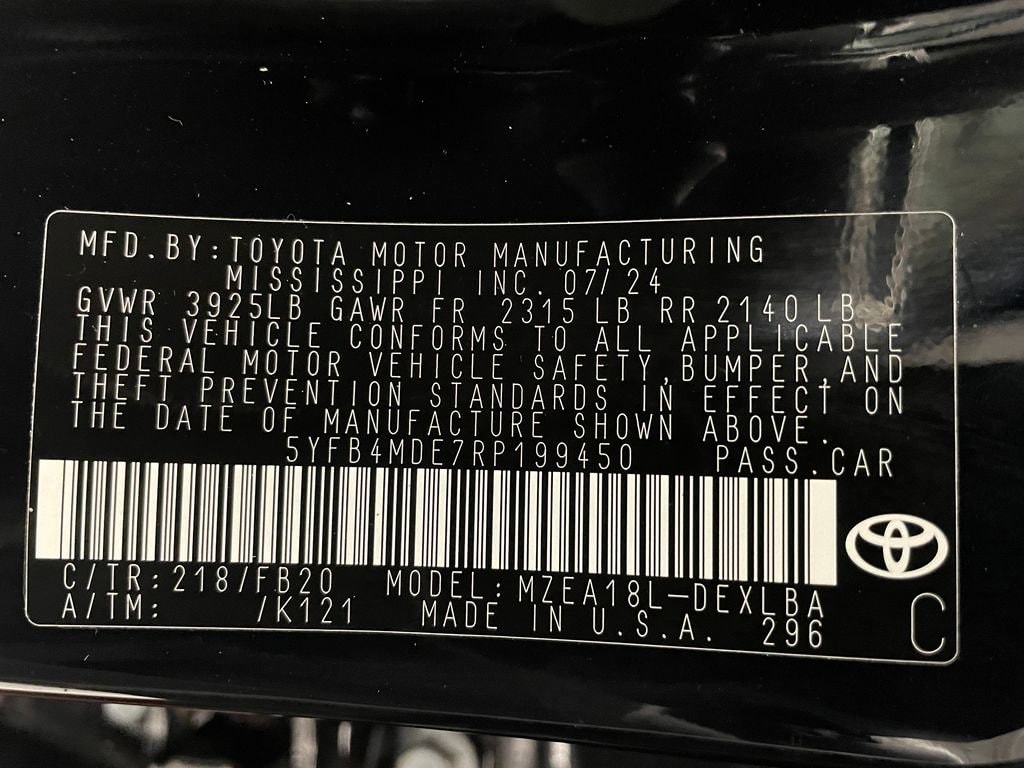 MFD.BY:TOYOTA MOTOR MANUFACTURING
MISSISSIPPI INC. 07/24
GVWR 3925LB GAWR FR 2315 LB RR 2140 LB
THIS VEHICLE CONFORMS TO ALL APPLICABLE
FEDERAL MOTOR VEHICLE SAFETY,BUMPER,AND
THEFT PREVENTION STANDARDS IN EFFECT ON
THE DATE OF MANUFACTURE SHOWN ABOVE.
5YFB4MDE7RP199450 PASS.CAR
C/TR:218/FB20 MODEL:MZEA18L-DEXLBA
A/TM: /K121 MADE IN U.S.A. 296
C